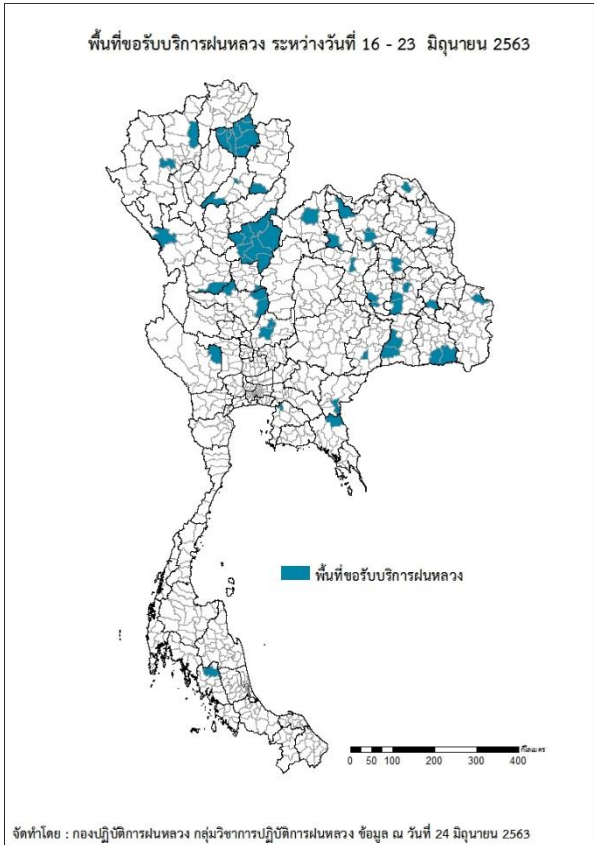 พื้นที่ขอรับบริการฝนหลวง ระหว่างวันที่ 16 - 23 มิถุนายน 2563
พื้นที่ขอรับบริการฝนหลวง
กิโลเมตร
0 50 100 200 300 400
จัดทำโดย : กองปฏิบัติการฝนหลวง กลุ่มวิชาการปฏิบัติการฝนหลวง ข้อมูล ณ วันที่ 24 มิถุนายน 2563